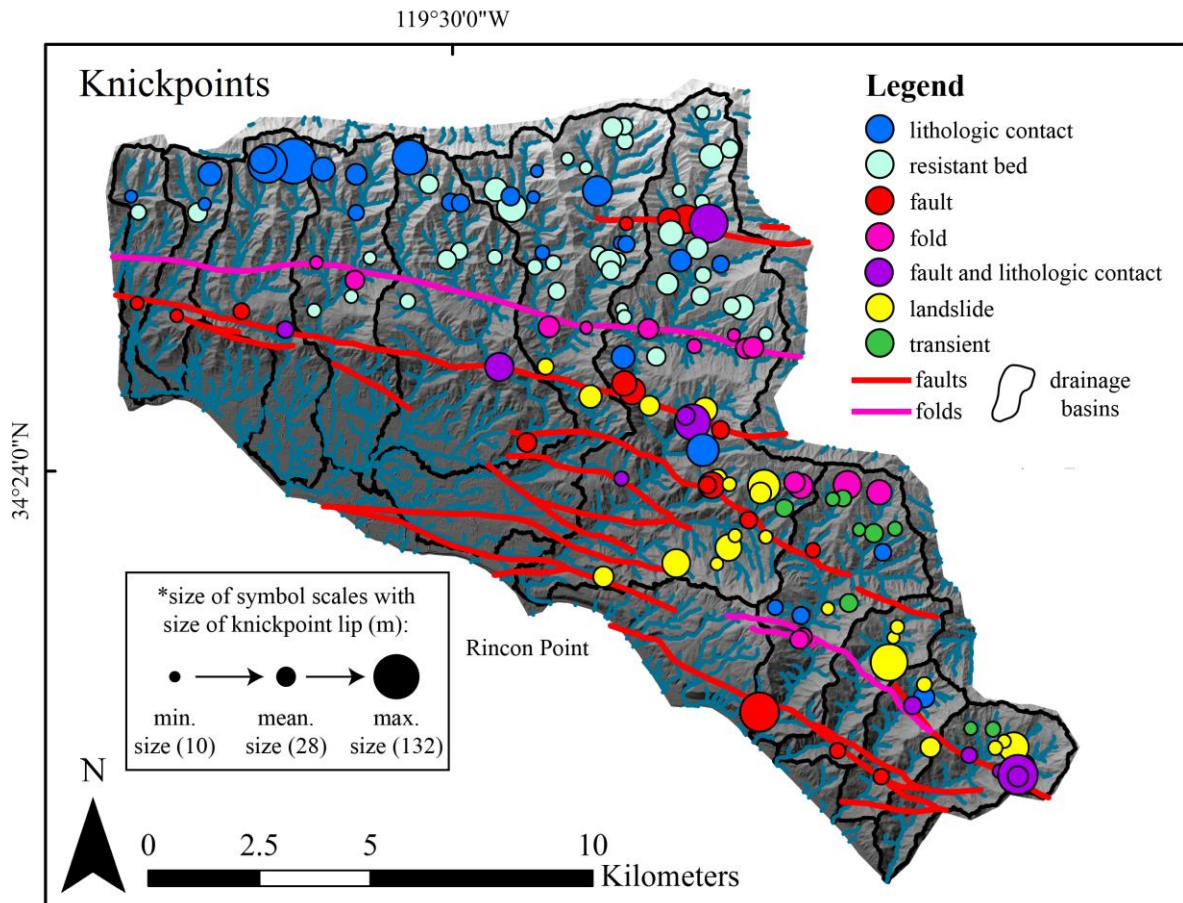 119°30'0"W
Knickpoints
Legend
lithologic contact
resistant bed
fault
fold
fault and lithologic contact
landslide
transient
faults
folds
drainage
basins
34°24'0"N
*size of symbol scales with
size of knickpoint lip (m):
min.
size (10)
mean.
size (28)
max.
size (132)
Rincon Point
N
0 2.5 5 10
Kilometers